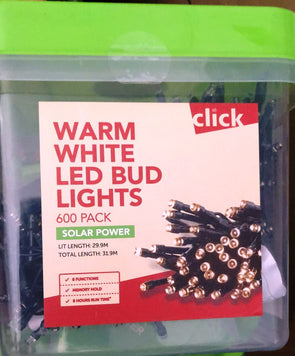 click
WARM
WHITE
LED BUD
LIGHTS
600 PACK
SOLAR POWER
LIT LENGTH: 29.9M
TOTAL LENGTH: 31.9M
8 FUNCTIONS
MEMORY HOLD
8 HOURS RUN TIME*